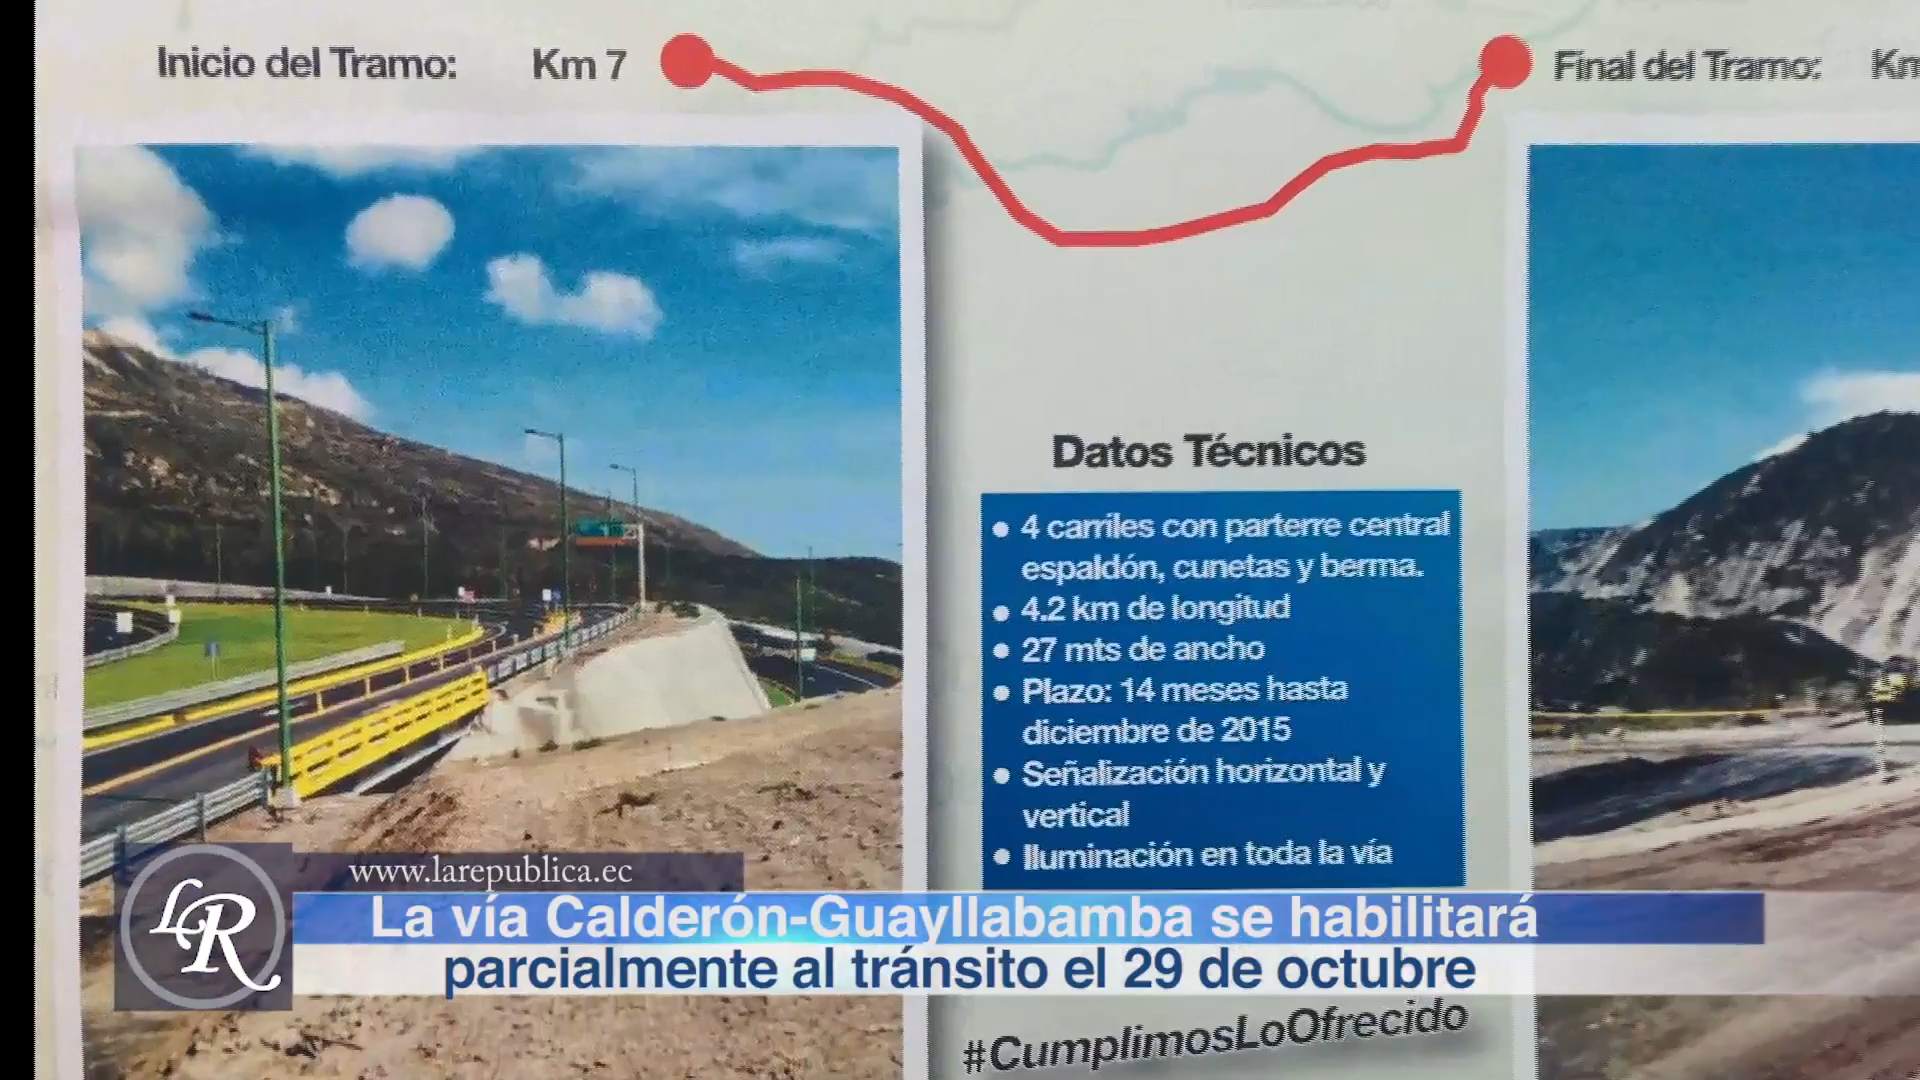 Inicio del Tramo: Km 7
Final del Tramo:
Datos Técnicos
• 4 carriles con parterre central
espaldón, cunetas y berma.
• 4.2 km de longitud
• 27 mts de ancho
• Plazo: 14 meses hasta
diciembre de 2015
• Señalización horizontal y
vertical
• Iluminación en toda la vía
LR
www.larepublica.ec
La vía Calderón-Guayllabamba se habilitará
parcialmente al tránsito el 29 de octubre
#CumplimosLoOfrecido